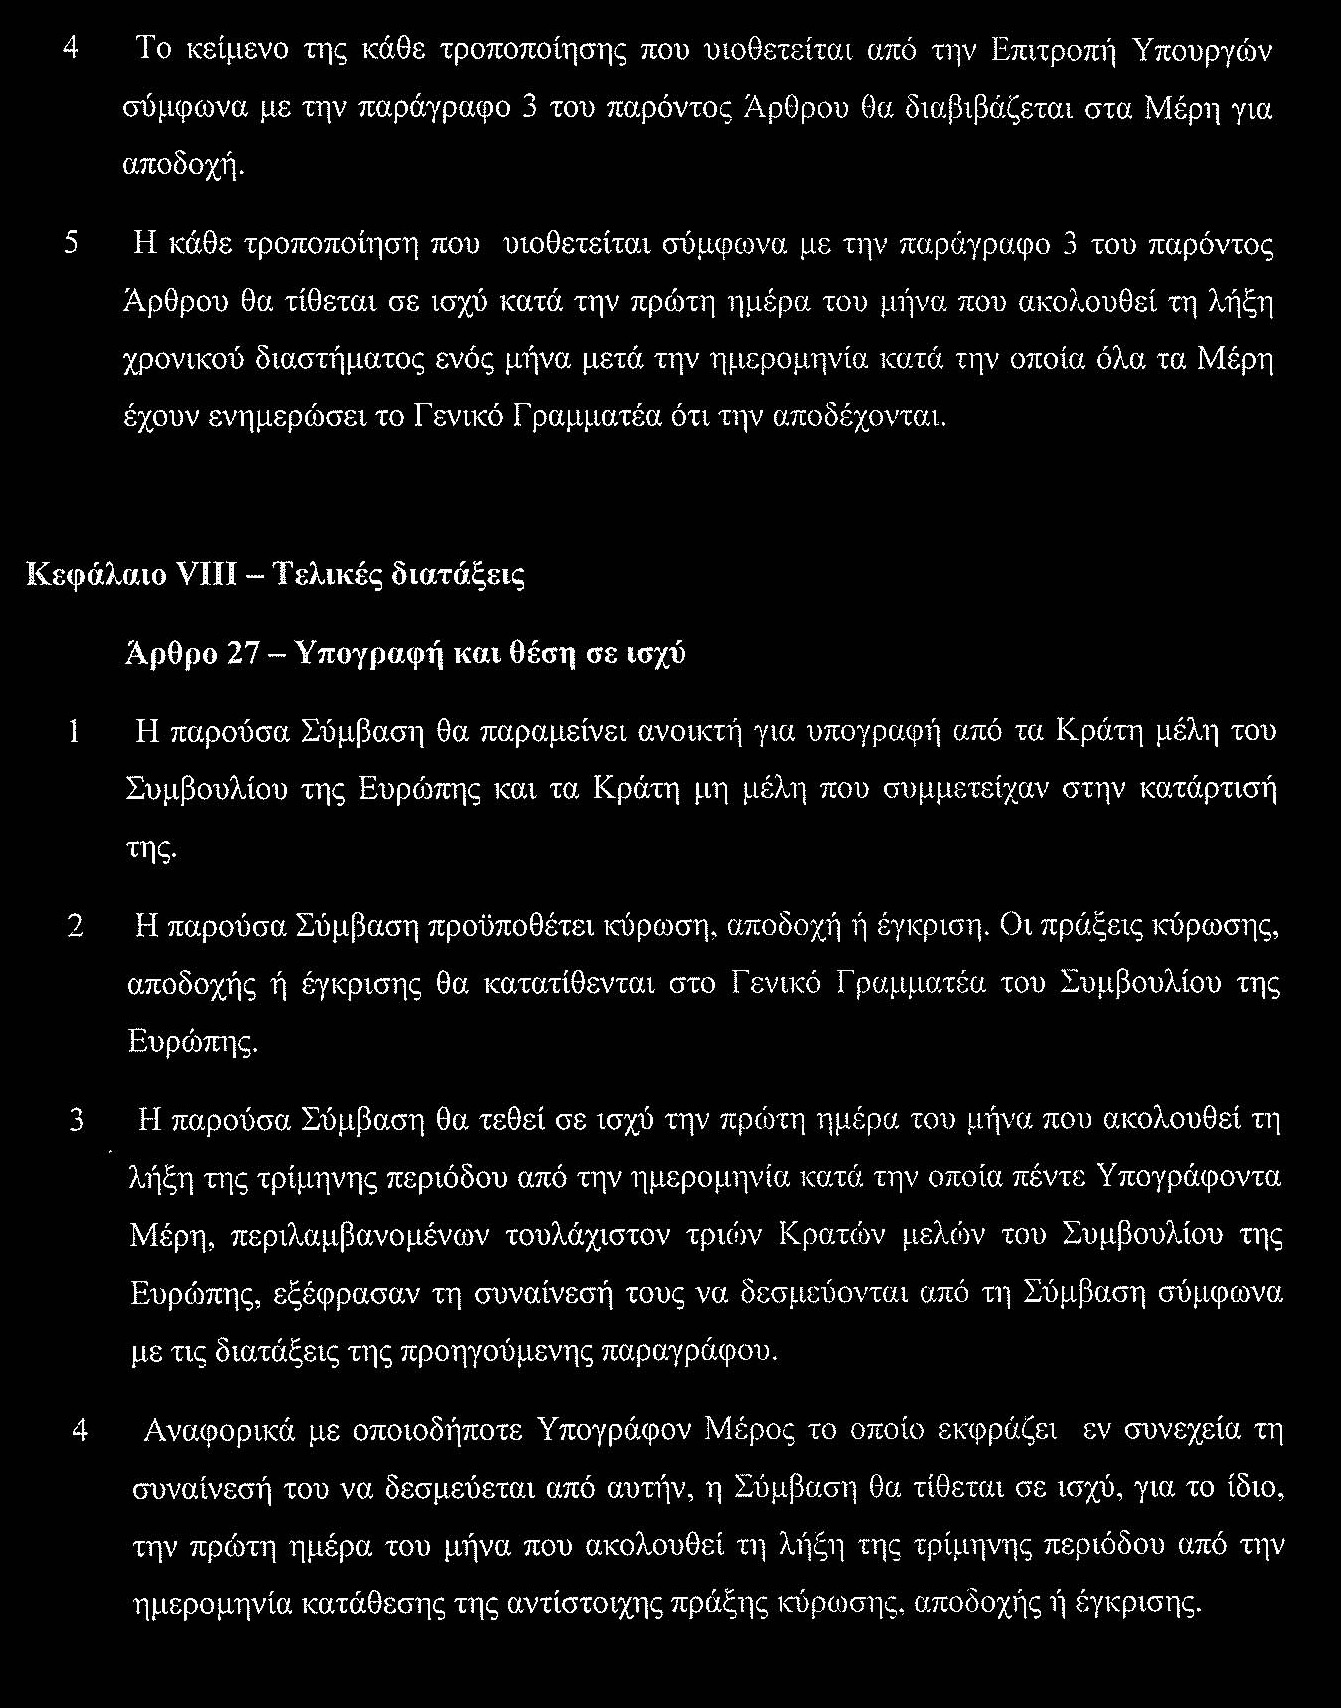 4 Το κείμενο της κάθε τροποποίησης που υιοθετείται από την Επιτροπή Υπουργών
σύμφωνα με την παράγραφο 3 του παρόντος Άρθρου θα διαβιβάζεται στα Μέρη για
αποδοχή.
5 Η κάθε τροποποίηση που υιοθετείται σύμφωνα με την παράγραφο 3 του παρόντος
Άρθρου θα τίθεται σε ισχύ κατά την πρώτη ημέρα του μήνα που ακολουθεί τη λήξη
χρονικού διαστήματος ενός μήνα μετά την ημερομηνία κατά την οποία όλα τα Μέρη
έχουν ενημερώσει το Γενικό Γραμματέα ότι την αποδέχονται.
Κεφάλαιο VIII – Τελικές διατάξεις
Άρθρο 27 – Υπογραφή και θέση σε ισχύ
1 Η παρούσα Σύμβαση θα παραμείνει ανοικτή για υπογραφή από τα Κράτη μέλη του
Συμβουλίου της Ευρώπης και τα Κράτη μη μέλη που συμμετείχαν στην κατάρτισή
της.
2 Η παρούσα Σύμβαση προϋποθέτει κύρωση, αποδοχή ή έγκριση. Οι πράξεις κύρωσης,
αποδοχής ή έγκρισης θα κατατίθενται στο Γενικό Γραμματέα του Συμβουλίου της
Ευρώπης.
3 Η παρούσα Σύμβαση θα τεθεί σε ισχύ την πρώτη ημέρα του μήνα που ακολουθεί τη
λήξη της τρίμηνης περιόδου από την ημερομηνία κατά την οποία πέντε Υπογράφοντα
Μέρη, περιλαμβανομένων τουλάχιστον τριών Κρατών μελών του Συμβουλίου της
Ευρώπης, εξέφρασαν τη συναίνεσή τους να δεσμεύονται από τη Σύμβαση σύμφωνα
με τις διατάξεις της προηγούμενης παραγράφου.
4 Αναφορικά με οποιοδήποτε Υπογράφον Μέρος το οποίο εκφράζει εν συνεχεία τη
συναίνεσή του να δεσμεύεται από αυτήν, η Σύμβαση θα τίθεται σε ισχύ, για το ίδιο,
την πρώτη ημέρα του μήνα που ακολουθεί τη λήξη της τρίμηνης περιόδου από την
ημερομηνία κατάθεσης της αντίστοιχης πράξης κύρωσης, αποδοχής ή έγκρισης.